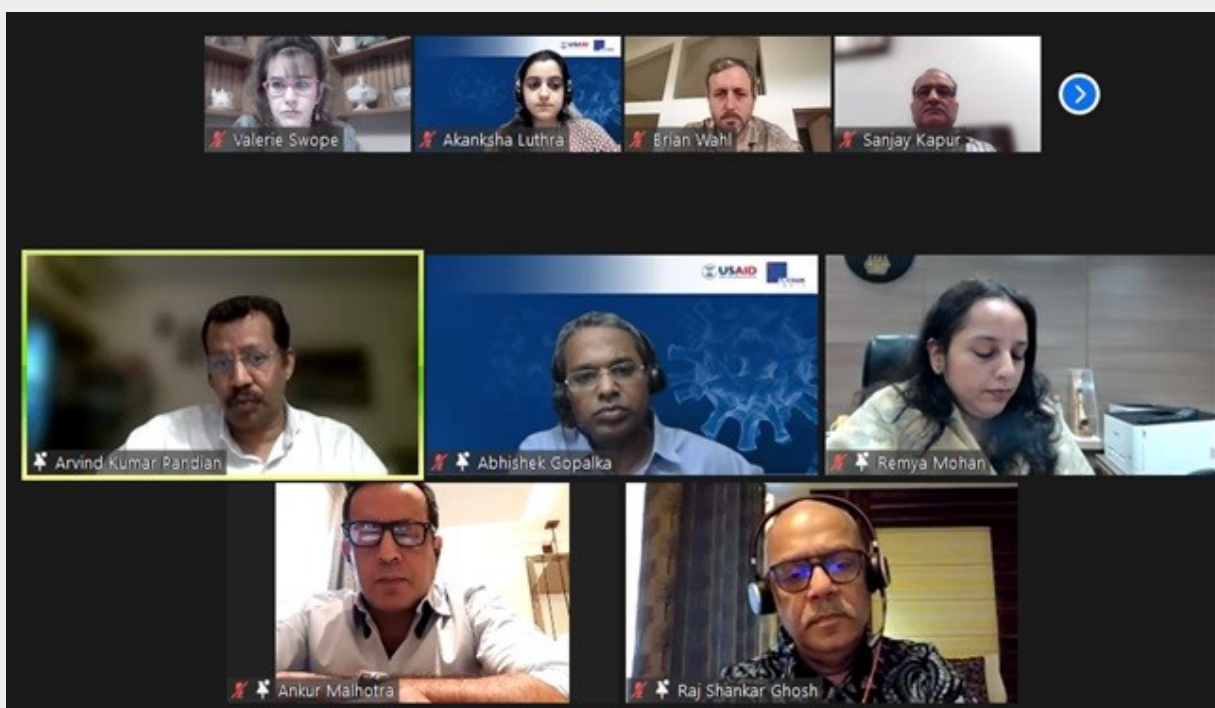 Valerie Swope
USAID
Akanksha Luthra
Brian Wahl
Sanjay Kapur
USAID
Arvind Kumar Pandian
Abhishek Gopalka
Remya Mohan
Ankur Malhotra
Raj Shankar Ghosh